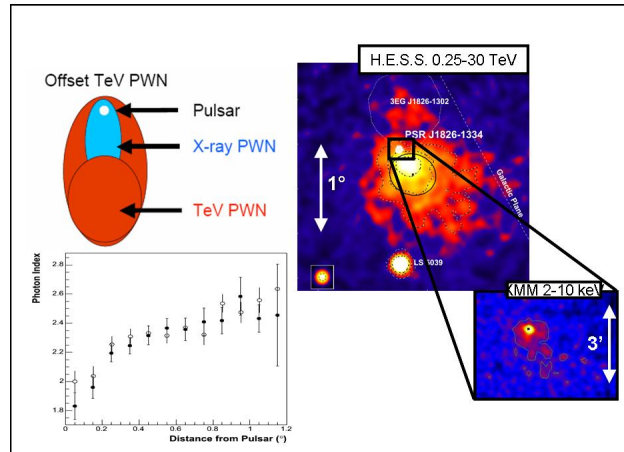 Offset TeV PWN
Pulsar
X-ray PWN
TeV PWN
H.E.S.S. 0.25-30 TeV
3EG J1826-1302
PSR J1826-1334
1°
Galactic Plane
LS 5039
XMM 2-10 keV
3'
Photon Index
2.8
2.6
2.4
2.2
2
1.8
0 0.2 0.4 0.6 0.8 1 1.2
Distance from Pulsar (°)